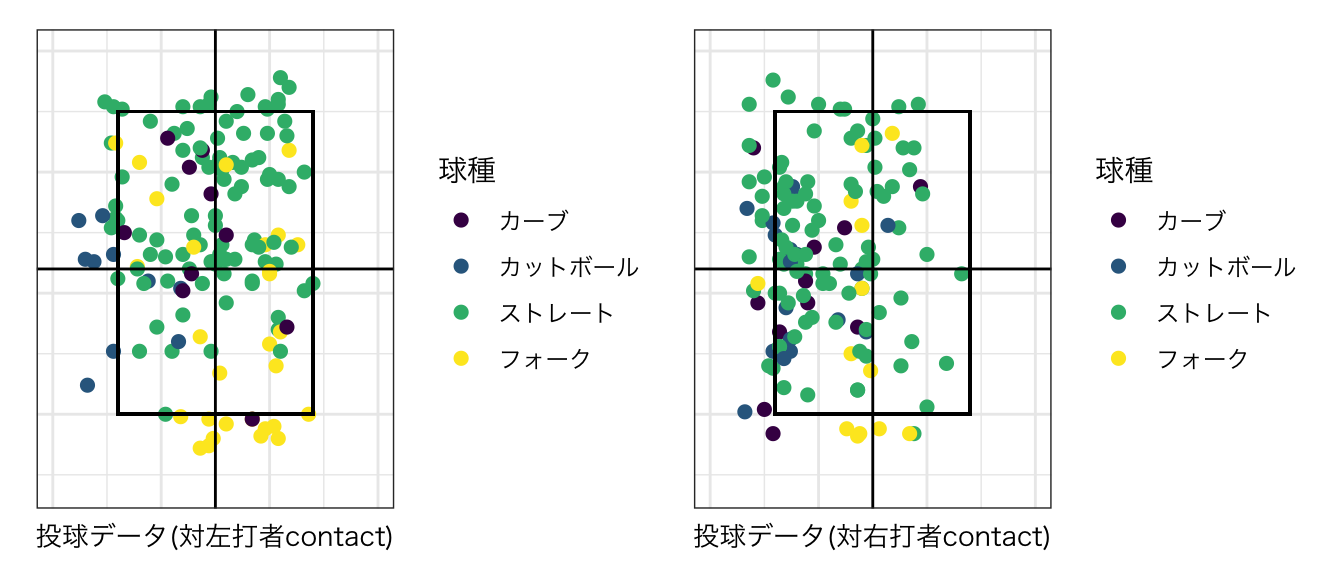 球種
カーブ
カットボール
ストレート
フォーク
投球データ(対左打者contact)
球種
カーブ
カットボール
ストレート
フォーク
投球データ(対右打者contact)